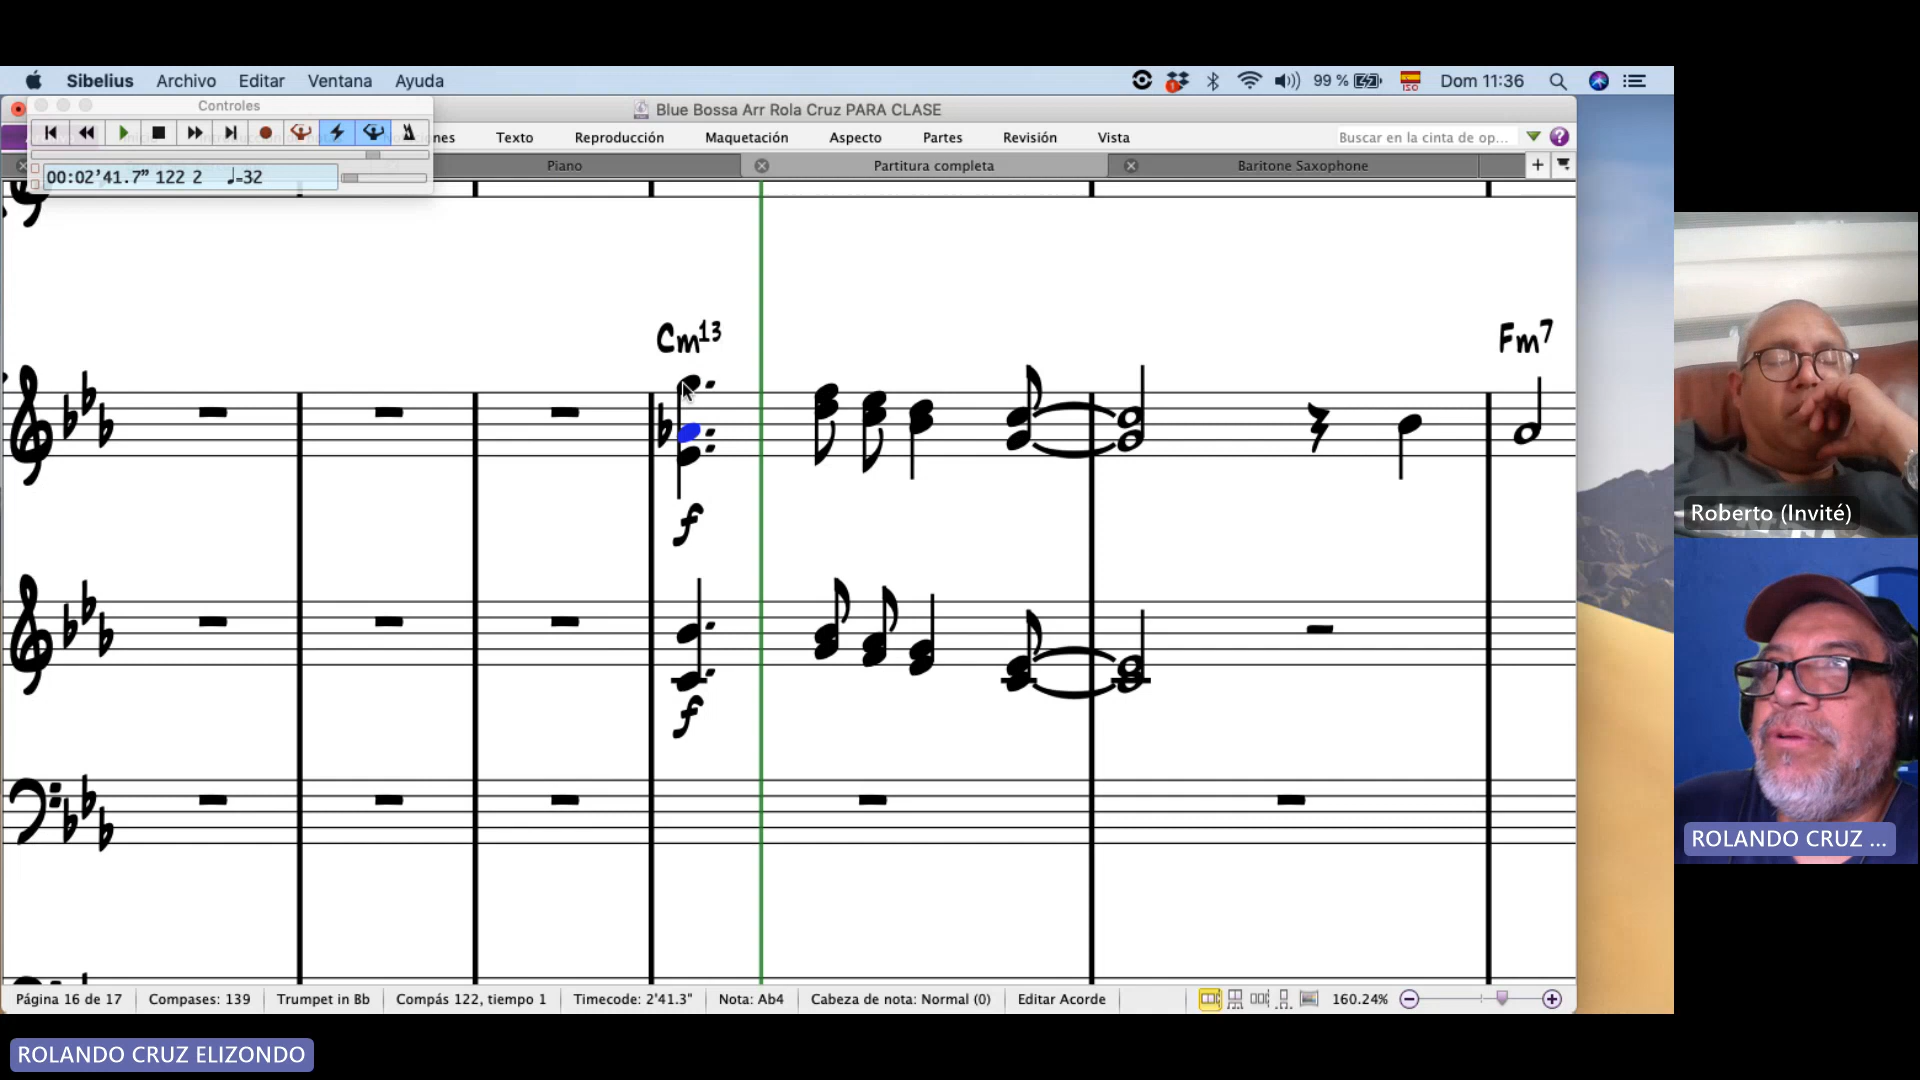 Sibelius Archivo Editar Ventana Ayuda 99 % ISO Dom 11:36
Controles Blue Bossa Arr Rola Cruz PARA CLASE
nes Texto Reproducción Maquetación Aspecto Partes Revisión Vista Buscar en la cinta de op...
Piano Partitura completa Baritone Saxophone
00:02'41.7" 122 2 ♩=32
Cm13 Fm7
f
f
Roberto (Invité)
ROLANDO CRUZ ...
Página 16 de 17 Compases: 139 Trumpet in Bb Compás 122, tiempo 1 Timecode: 2'41.3" Nota: Ab4 Cabeza de nota: Normal (0) Editar Acorde 160.24%
ROLANDO CRUZ ELIZONDO